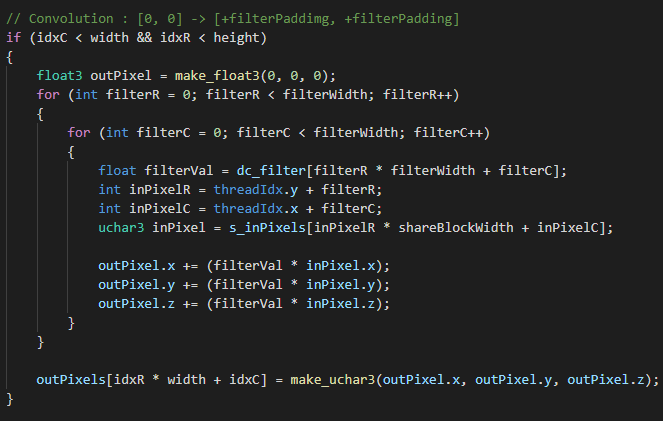 // Convolution : [0, 0] -> [+filterPaddimg, +filterPadding]
if (idxC < width && idxR < height)
{
    float3 outPixel = make_float3(0, 0, 0);
    for (int filterR = 0; filterR < filterWidth; filterR++)
    {
        for (int filterC = 0; filterC < filterWidth; filterC++)
        {
            float filterVal = dc_filter[filterR * filterWidth + filterC];
            int inPixelR = threadIdx.y + filterR;
            int inPixelC = threadIdx.x + filterC;
            uchar3 inPixel = s_inPixels[inPixelR * shareBlockWidth + inPixelC];

            outPixel.x += (filterVal * inPixel.x);
            outPixel.y += (filterVal * inPixel.y);
            outPixel.z += (filterVal * inPixel.z);
        }
    }

    outPixels[idxR * width + idxC] = make_uchar3(outPixel.x, outPixel.y, outPixel.z);
}